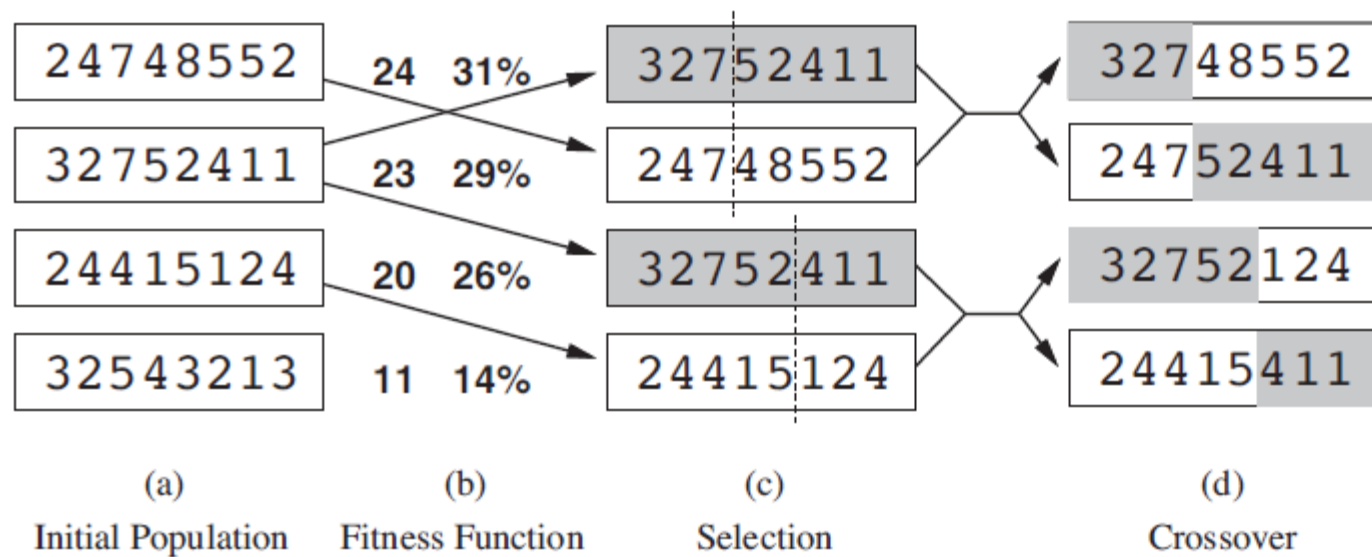 24748552 24 31% 32752411 32748552
32752411 23 29% 24748552 24752411
24415124 20 26% 32752411 32752124
32543213 11 14% 24415124 24415411
(a) (b) (c) (d)
Initial Population Fitness Function Selection Crossover